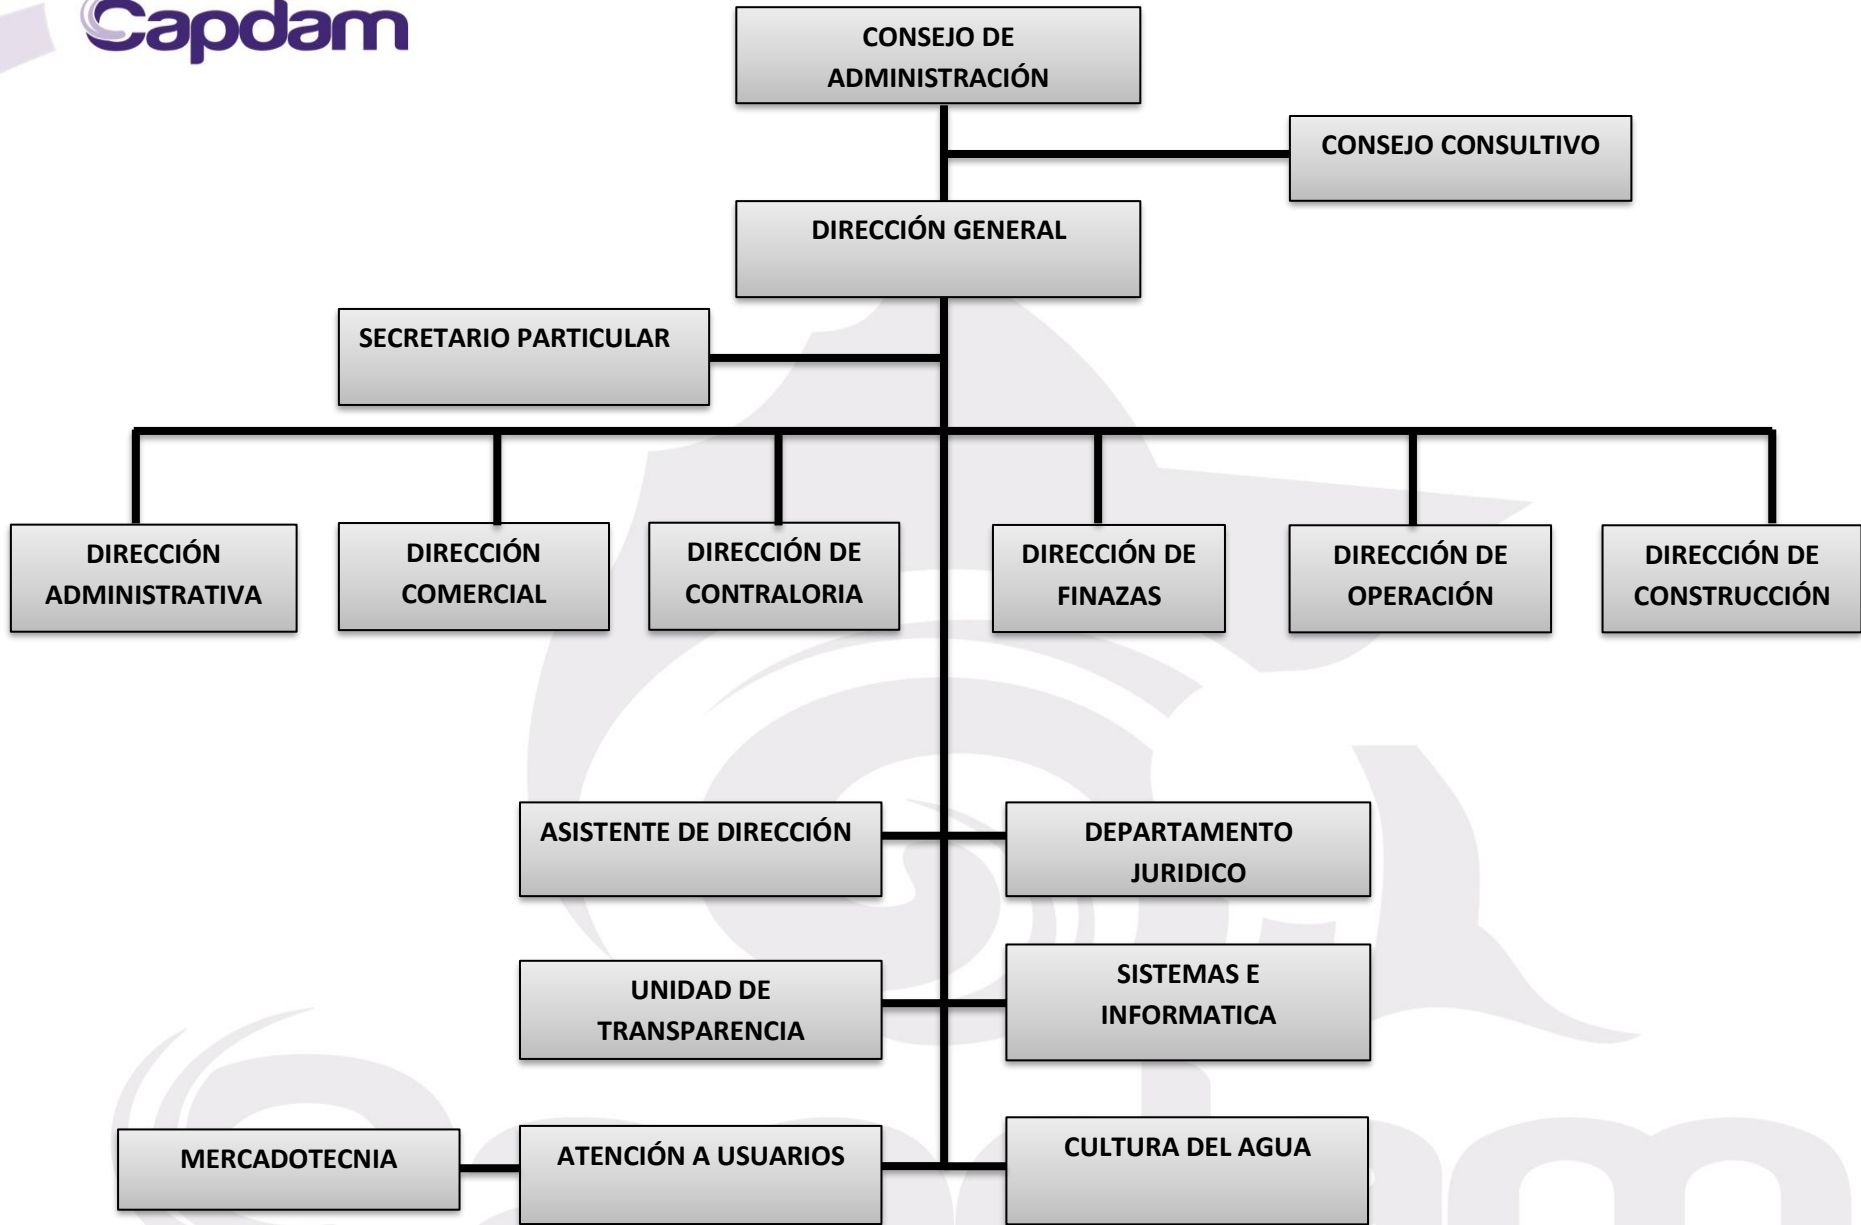 Capdam
CONSEJO DE
ADMINISTRACIÓN
CONSEJO CONSULTIVO
DIRECCIÓN GENERAL
SECRETARIO PARTICULAR
DIRECCIÓN
ADMINISTRATIVA
DIRECCIÓN
COMERCIAL
DIRECCIÓN DE
CONTRALORIA
DIRECCIÓN DE
FINAZAS
DIRECCIÓN DE
OPERACIÓN
DIRECCIÓN DE
CONSTRUCCIÓN
ASISTENTE DE DIRECCIÓN
DEPARTAMENTO
JURIDICO
UNIDAD DE
TRANSPARENCIA
SISTEMAS E
INFORMATICA
MERCADOTECNIA
ATENCIÓN A USUARIOS
CULTURA DEL AGUA